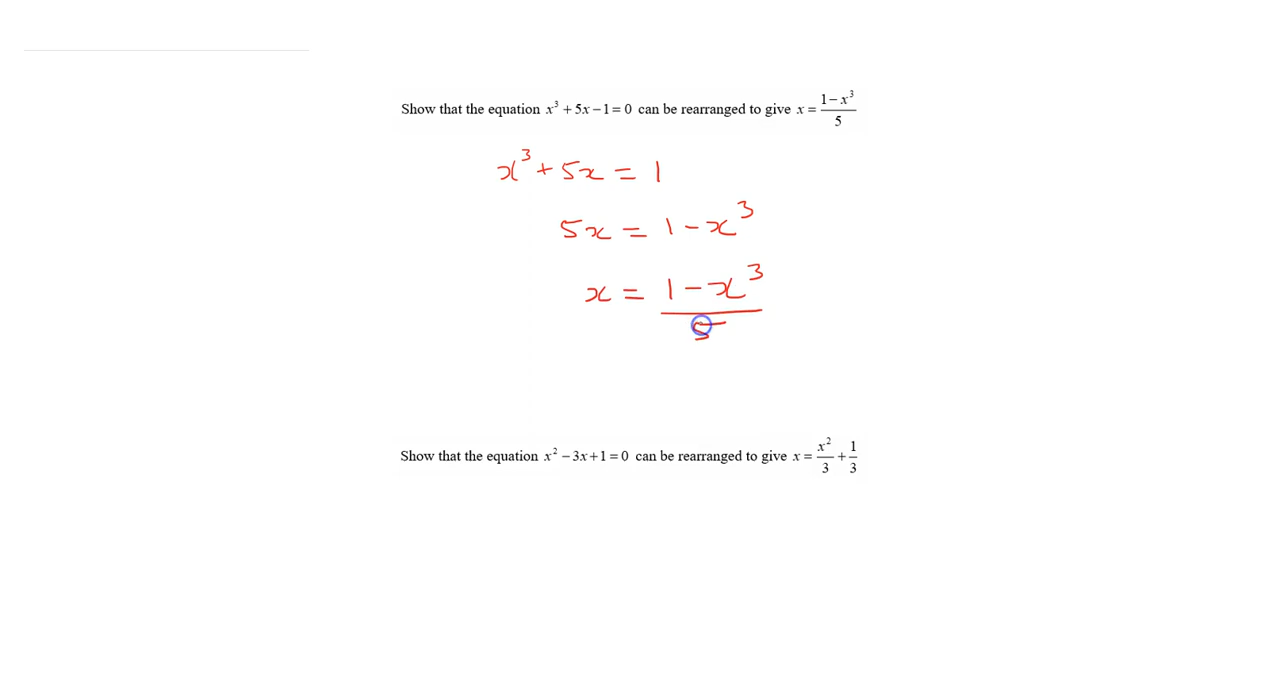 Show that the equation x³ + 5x − 1 = 0 can be rearranged to give x = (1 − x³)/5
x³ + 5x = 1
5x = 1 − x³
x = (1 − x³)/5
Show that the equation x² − 3x + 1 = 0 can be rearranged to give x = x²/3 + 1/3